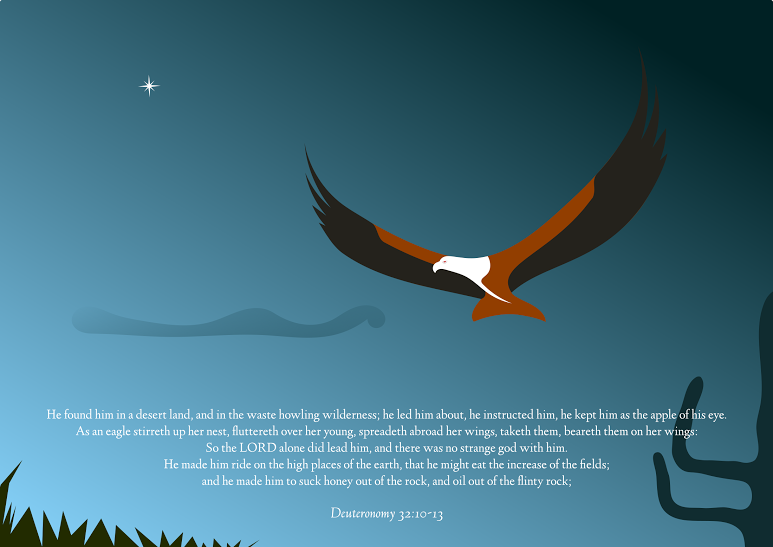 He found him in a desert land, and in the waste howling wilderness; he led him about, he instructed him, he kept him as the apple of his eye.
As an eagle stirreth up her nest, fluttereth over her young, spreadeth abroad her wings, taketh them, beareth them on her wings:
So the LORD alone did lead him, and there was no strange god with him.
He made him ride on the high places of the earth, that he might eat the increase of the fields;
and he made him to suck honey out of the rock, and oil out of the flinty rock;
Deuteronomy 32:10-13